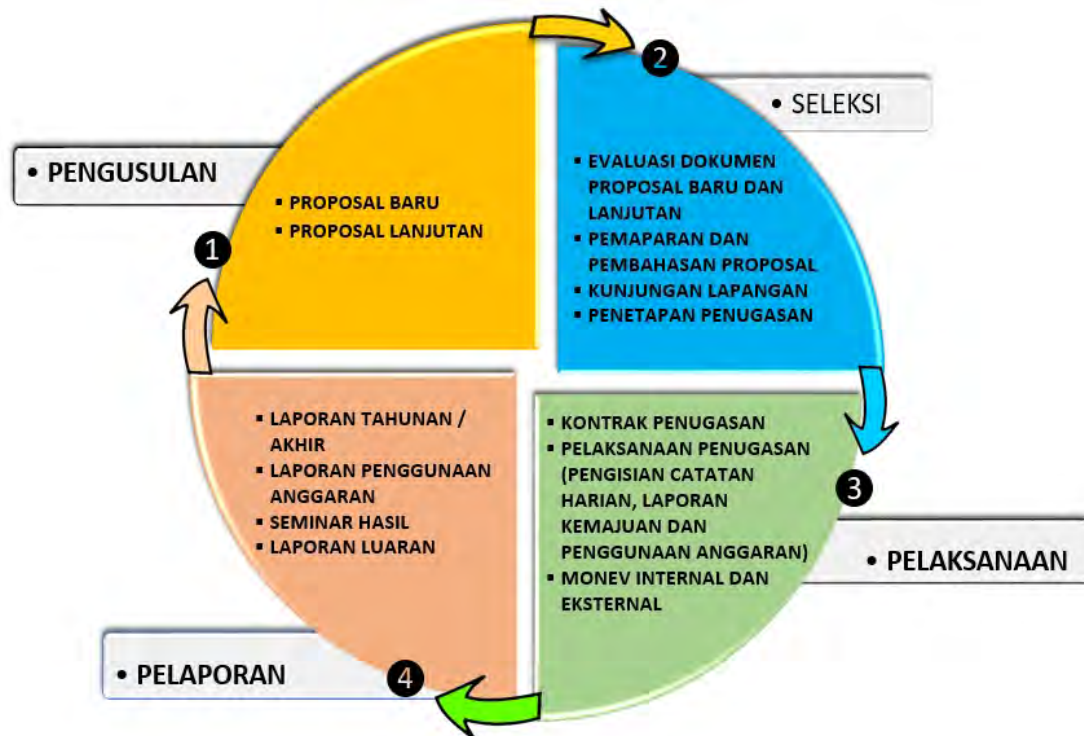 1
• PENGUSULAN
▪ PROPOSAL BARU
▪ PROPOSAL LANJUTAN
2
• SELEKSI
▪ EVALUASI DOKUMEN
PROPOSAL BARU DAN
LANJUTAN
▪ PEMAPARAN DAN
PEMBAHASAN PROPOSAL
▪ KUNJUNGAN LAPANGAN
▪ PENETAPAN PENUGASAN
3
• PELAKSANAAN
▪ KONTRAK PENUGASAN
▪ PELAKSANAAN PENUGASAN
(PENGISIAN CATATAN
HARIAN, LAPORAN
KEMAJUAN DAN
PENGGUNAAN ANGGARAN)
▪ MONEV INTERNAL DAN
EKSTERNAL
4
• PELAPORAN
▪ LAPORAN TAHUNAN /
AKHIR
▪ LAPORAN PENGGUNAAN
ANGGARAN
▪ SEMINAR HASIL
▪ LAPORAN LUARAN